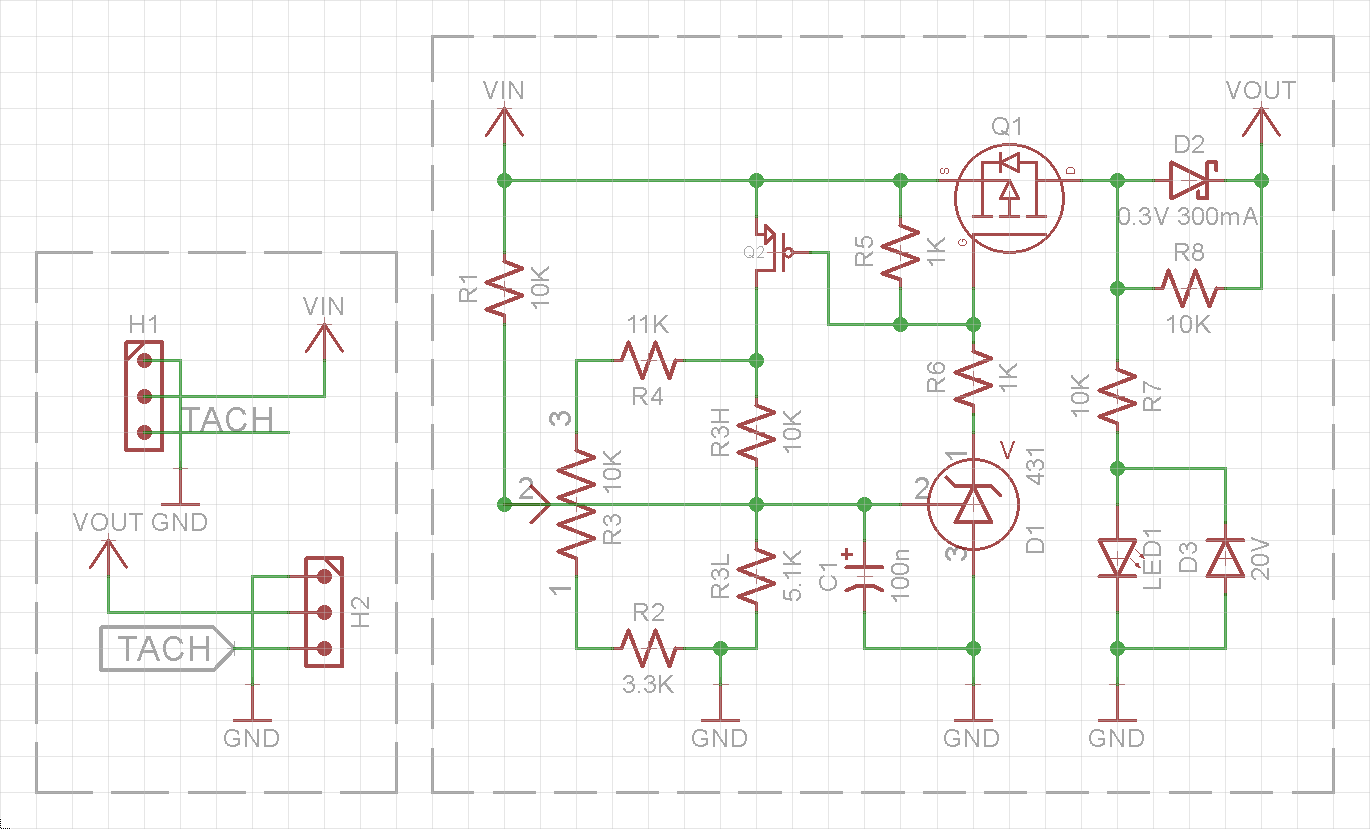 VIN
VOUT
Q1
D2
S
D
G
0.3V 300mA
Q2
R5
1K
R8
10K
R1
10K
H1
VIN
TACH
11K
R4
R6
1K
10K
R7
3
R3H
10K
10K
R3
2
1
V
431
1
2
3
D1
VOUT
GND
H2
TACH
GND
R3L
5.1K
C1
+
100n
LED1
D3
20V
R2
3.3K
GND
GND
GND